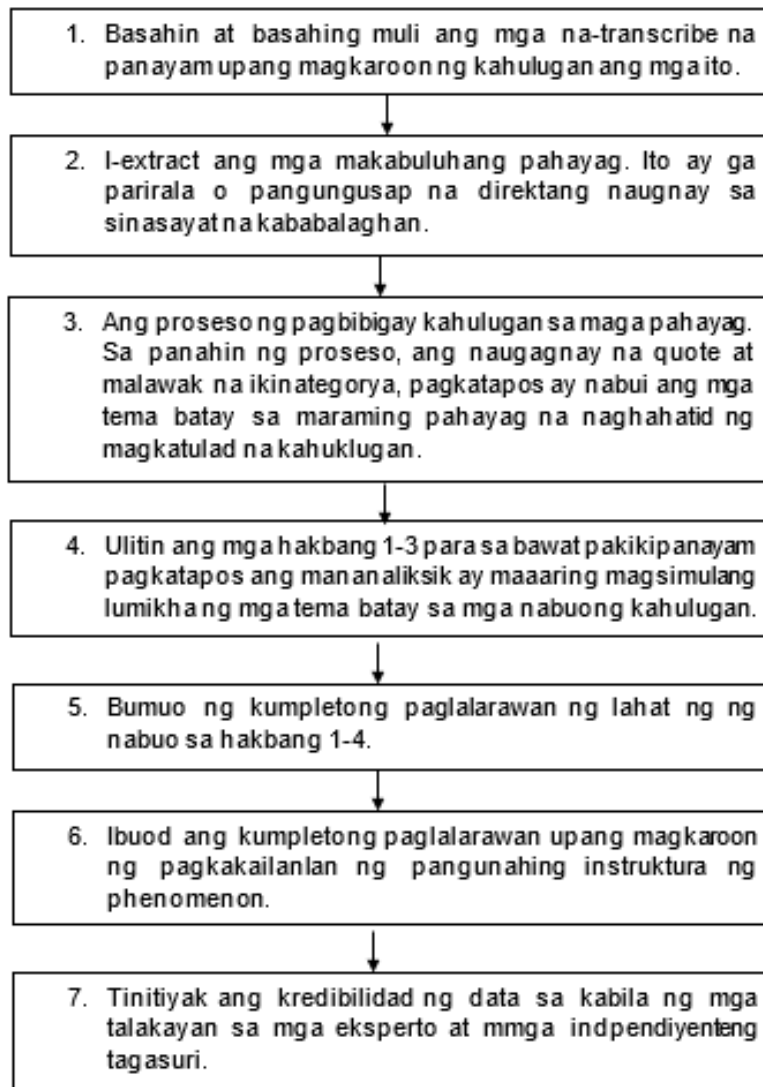 1. Basahin at basahing muli ang mga na-transcribe na
panayam upang magkaroon ng kahulugan ang mga ito.
2. I-extract ang mga makabuluhang pahayag. Ito ay ga
parirala o pangungusap na direktang naugnay sa
sinasayat na kababalaghan.
3. Ang proseso ng pagbibigay kahulugan sa maga pahayag.
Sa panahin ng proseso, ang naugagnay na quote at
malawak na ikinategorya, pagkatapos ay nabui ang mga
tema batay sa maraming pahayag na naghahatid ng
magkatulad na kahuklugan.
4. Ulitin ang mga hakbang 1-3 para sa bawat pakikipanayam
pagkatapos ang mananaliksik ay maaaring magsimulang
lumikha ng mga tema batay sa mga nabuong kahulugan.
5. Bumuo ng kumpletong paglalarawan ng lahat ng ng
nabuo sa hakbang 1-4.
6. Ibuod ang kumpletong paglalarawan upang magkaroon
ng pagkakailanlan ng pangunahing instruktura ng
phenomenon.
7. Tinitiyak ang kredibilidad ng data sa kabila ng mga
talakayan sa mga eksperto at mmga indpendiyenteng
tagasuri.